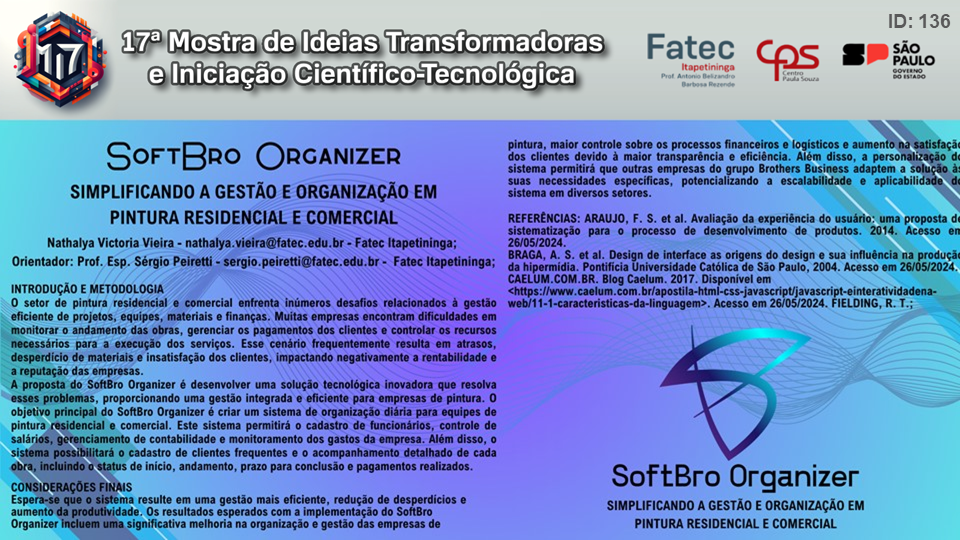 ID: 136
M17
17ª Mostra de Ideias Transformadoras
e Iniciação Científico-Tecnológica
Fatec
Itapetininga
Prof. Antonio Belizandro
Barbosa Rezende
CPS
Centro
Paula Souza
SP
SÃO PAULO
GOVERNO
DO ESTADO
SOFTBRO ORGANIZER
SIMPLIFICANDO A GESTÃO E ORGANIZAÇÃO EM
PINTURA RESIDENCIAL E COMERCIAL
Nathalya Victoria Vieira - nathalya.vieira@fatec.edu.br - Fatec Itapetininga;
Orientador: Prof. Esp. Sérgio Peiretti - sergio.peiretti@fatec.edu.br - Fatec Itapetininga;
INTRODUÇÃO E METODOLOGIA
O setor de pintura residencial e comercial enfrenta inúmeros desafios relacionados à gestão
eficiente de projetos, equipes, materiais e finanças. Muitas empresas encontram dificuldades em
monitorar o andamento das obras, gerenciar os pagamentos dos clientes e controlar os recursos
necessários para a execução dos serviços. Esse cenário frequentemente resulta em atrasos,
desperdício de materiais e insatisfação dos clientes, impactando negativamente a rentabilidade e
a reputação das empresas.
A proposta do SoftBro Organizer é desenvolver uma solução tecnológica inovadora que resolva
esses problemas, proporcionando uma gestão integrada e eficiente para empresas de pintura. O
objetivo principal do SoftBro Organizer é criar um sistema de organização diária para equipes de
pintura residencial e comercial. Este sistema permitirá o cadastro de funcionários, controle de
salários, gerenciamento de contabilidade e monitoramento dos gastos da empresa. Além disso, o
sistema possibilitará o cadastro de clientes frequentes e o acompanhamento detalhado de cada
obra, incluindo o status de início, andamento, prazo para conclusão e pagamentos realizados.
CONSIDERAÇÕES FINAIS
Espera-se que o sistema resulte em uma gestão mais eficiente, redução de desperdícios e
aumento da produtividade. Os resultados esperados com a implementação do SoftBro
Organizer incluem uma significativa melhoria na organização e gestão das empresas de
pintura, maior controle sobre os processos financeiros e logísticos e aumento na satisfação
dos clientes devido à maior transparência e eficiência. Além disso, a personalização do
sistema permitirá que outras empresas do grupo Brothers Business adaptem a solução às
suas necessidades específicas, potencializando a escalabilidade e aplicabilidade do
sistema em diversos setores.
REFERÊNCIAS: ARAUJO, F. S. et al. Avaliação da experiência do usuário: uma proposta de
sistematização para o processo de desenvolvimento de produtos. 2014. Acesso em
26/05/2024.
BRAGA, A. S. et al. Design de interface as origens do design e sua influência na produção
da hipermídia. Pontifícia Universidade Católica de São Paulo, 2004. Acesso em 26/05/2024.
CAELUM.COM.BR. Blog Caelum. 2017. Disponível em
<https://www.caelum.com.br/apostila-html-css-javascript/javascript-einteratividadena-
web/11-1-caracteristicas-da-linguagem>. Acesso em 26/05/2024. FIELDING, R. T.;
SoftBro Organizer
SIMPLIFICANDO A GESTÃO E ORGANIZAÇÃO EM
PINTURA RESIDENCIAL E COMERCIAL